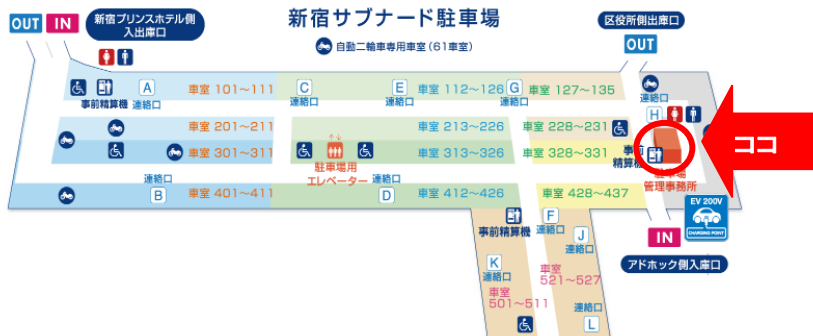 新宿サブナード駐車場
自動二輪車専用車室（61車室）
OUT IN
新宿プリンスホテル側
入出庫口
区役所側出庫口
OUT
事前精算機
A
連絡口
車室 101～111
C
連絡口
E
連絡口
車室 112～126
G
連絡口
車室 127～135
連絡口
H
車室 201～211
車室 213～226
車室 228～231
車室 301～311
駐車場用
エレベーター
車室 313～326
車室 328～331
事前
精算機
駐車場
管理事務所
ココ
連絡口
B
車室 401～411
連絡口
D
車室 412～426
車室 428～437
EV 200V
CHARGING POINT
IN
アドホック側入庫口
事前精算機
F
連絡口
J
連絡口
K
連絡口
車室
501～511
車室
521～527
連絡口
L